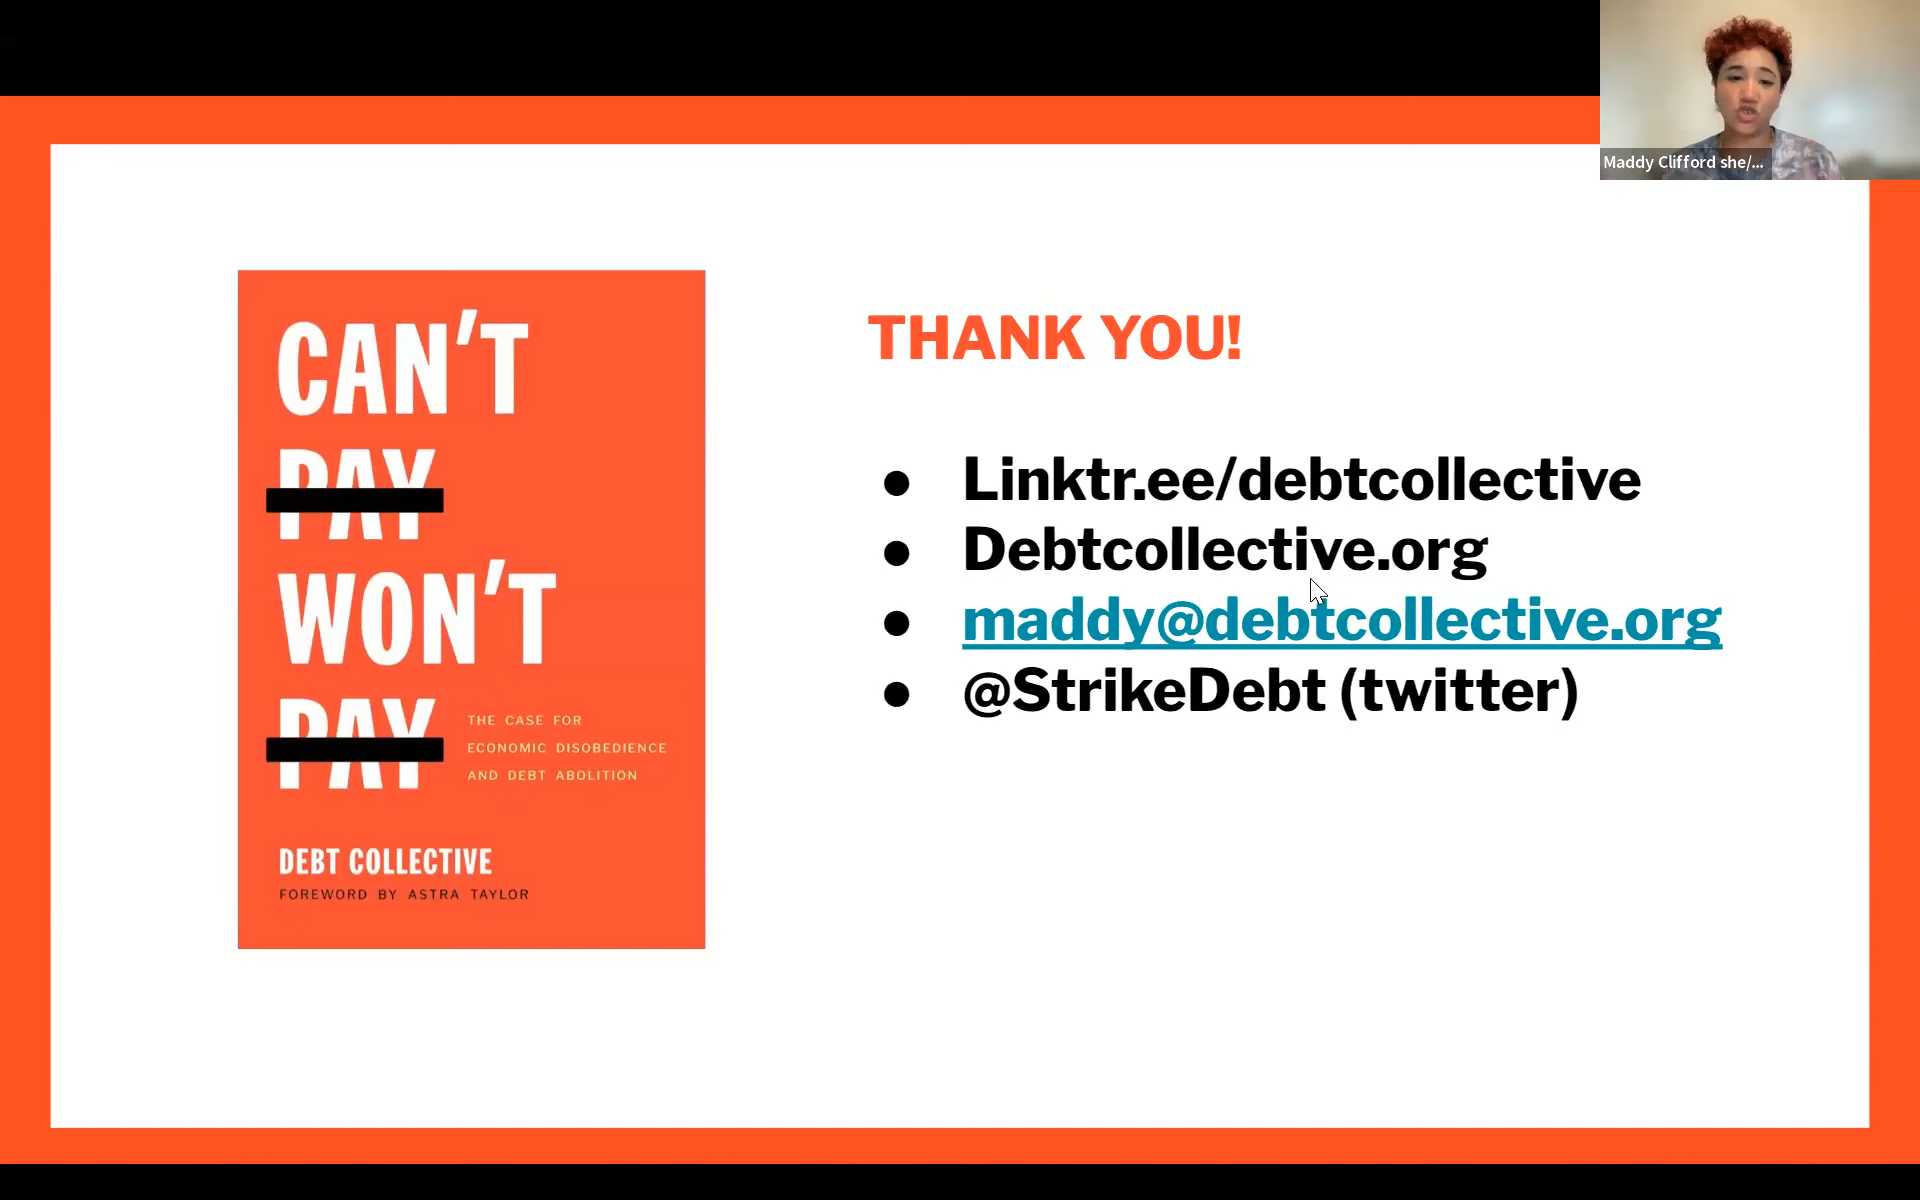 Maddy Clifford she/...
CAN'T
PAY
WON'T
PAY
THE CASE FOR
ECONOMIC DISOBEDIENCE
AND DEBT ABOLITION
DEBT COLLECTIVE
FOREWORD BY ASTRA TAYLOR
THANK YOU!
● Linktr.ee/debtcollective
● Debtcollective.org
● maddy@debtcollective.org
● @StrikeDebt (twitter)